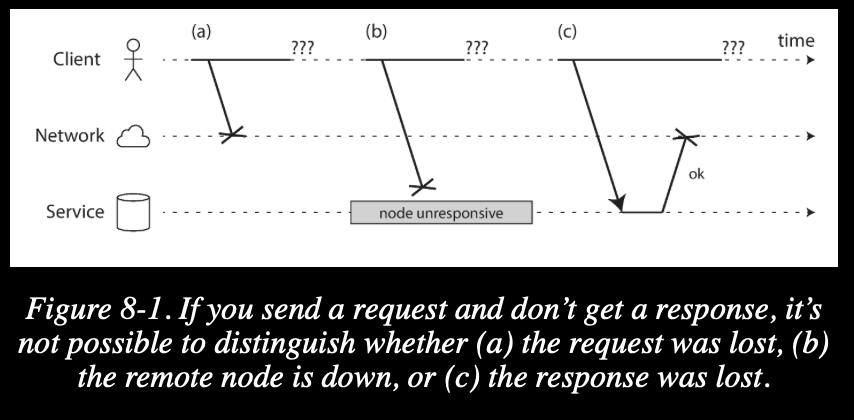 (a) (b) (c)
??? ??? ??? time
Client
Network
ok
Service
node unresponsive
Figure 8-1. If you send a request and don’t get a response, it’s
not possible to distinguish whether (a) the request was lost, (b)
the remote node is down, or (c) the response was lost.